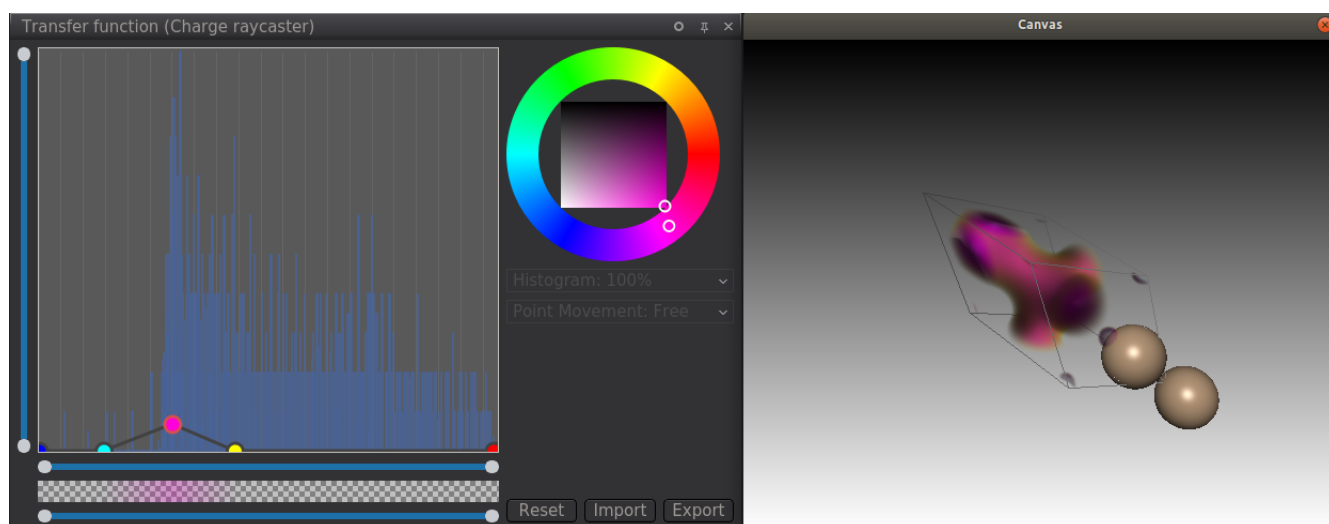 Transfer function (Charge raycaster)
Canvas
Histogram: 100%
Point Movement: Free
Reset Import Export